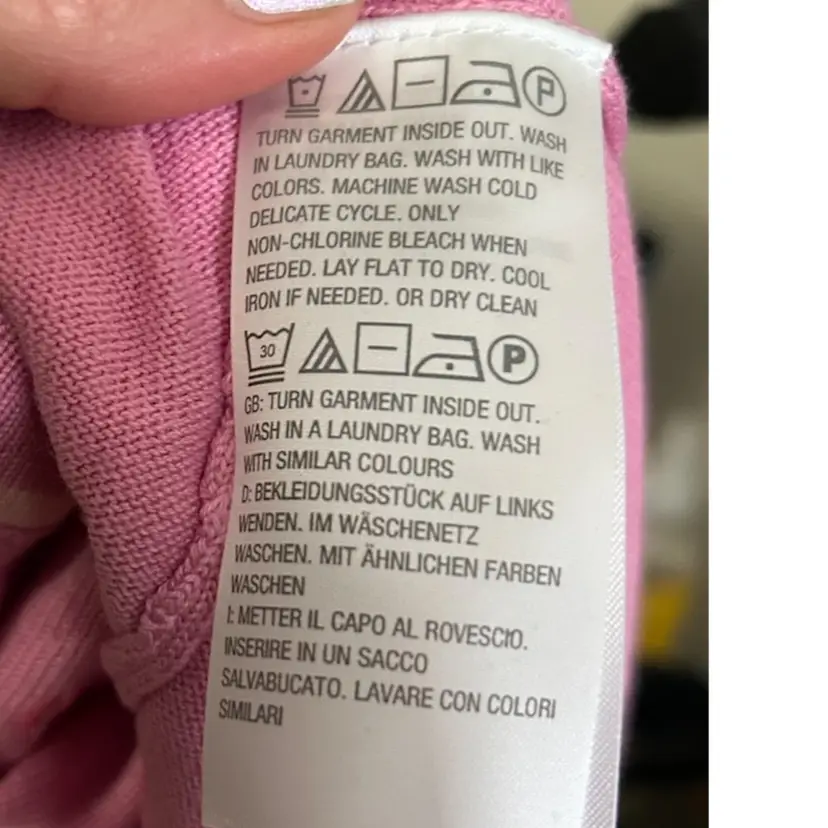 P
TURN GARMENT INSIDE OUT. WASH
IN LAUNDRY BAG. WASH WITH LIKE
COLORS. MACHINE WASH COLD
DELICATE CYCLE. ONLY
NON-CHLORINE BLEACH WHEN
NEEDED. LAY FLAT TO DRY. COOL
IRON IF NEEDED. OR DRY CLEAN
30 P
GB: TURN GARMENT INSIDE OUT.
WASH IN A LAUNDRY BAG. WASH
WITH SIMILAR COLOURS
D: BEKLEIDUNGSSTÜCK AUF LINKS
WENDEN. IM WÄSCHENETZ
WASCHEN. MIT ÄHNLICHEN FARBEN
WASCHEN
I: METTER IL CAPO AL ROVESCIO.
INSERIRE IN UN SACCO
SALVABUCATO. LAVARE CON COLORI
SIMILARI